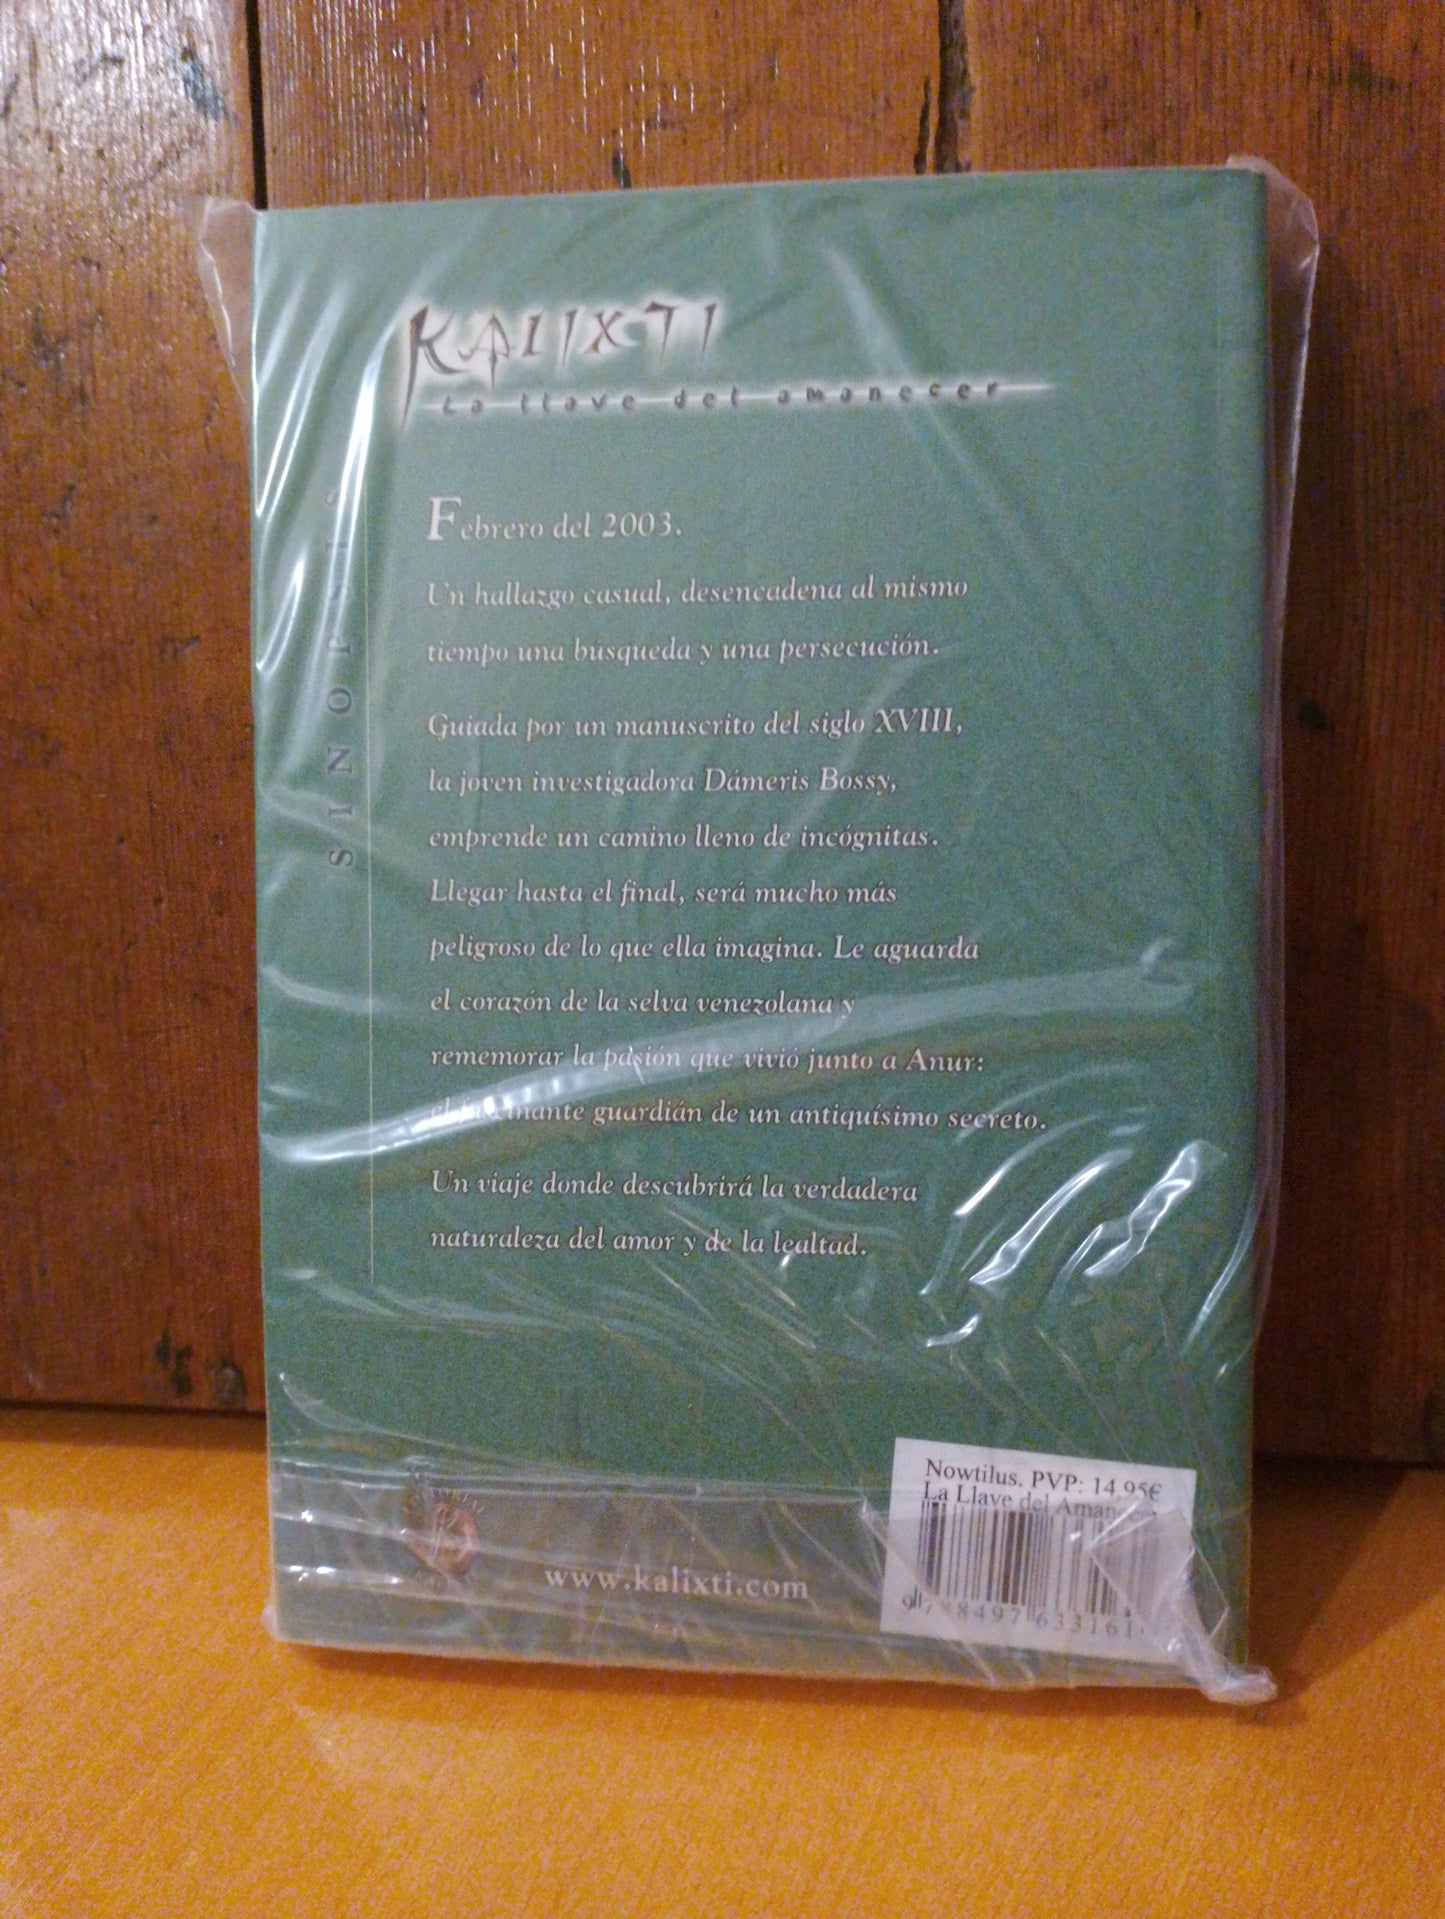 KALIXTI
La llave del amanecer
SINOPSIS
Febrero del 2003.
Un hallazgo casual, desencadena al mismo
tiempo una búsqueda y una persecución.
Guiada por un manuscrito del siglo XVIII,
la joven investigadora Dámeris Bossy,
emprende un camino lleno de incógnitas.
Llegar hasta el final, será mucho más
peligroso de lo que ella imagina. Le aguarda
el corazón de la selva venezolana y
rememorar la pasión que vivió junto a Anur:
el fascinante guardián de un antiquísimo secreto.
Un viaje donde descubrirá la verdadera
naturaleza del amor y de la lealtad.
Nowtilus. PVP: 14,95€
La Llave del
www.kalixti.com